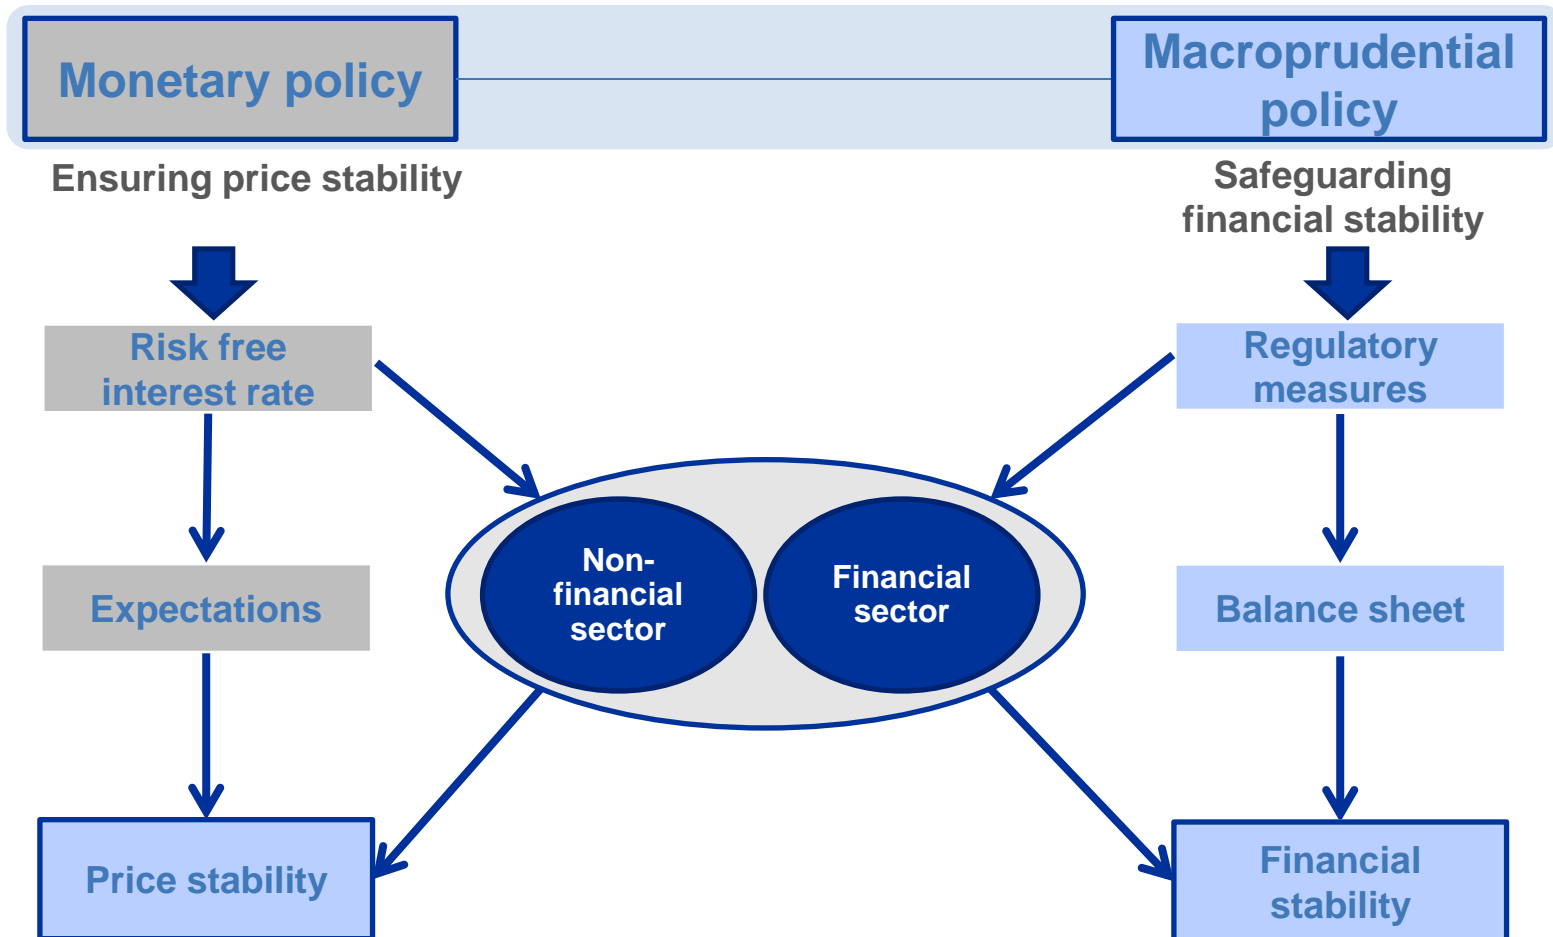 Monetary policy
Macroprudential
policy
Ensuring price stability
Safeguarding
financial stability
Risk free
interest rate
Regulatory
measures
Non-
financial
sector
Financial
sector
Expectations
Balance sheet
Price stability
Financial
stability